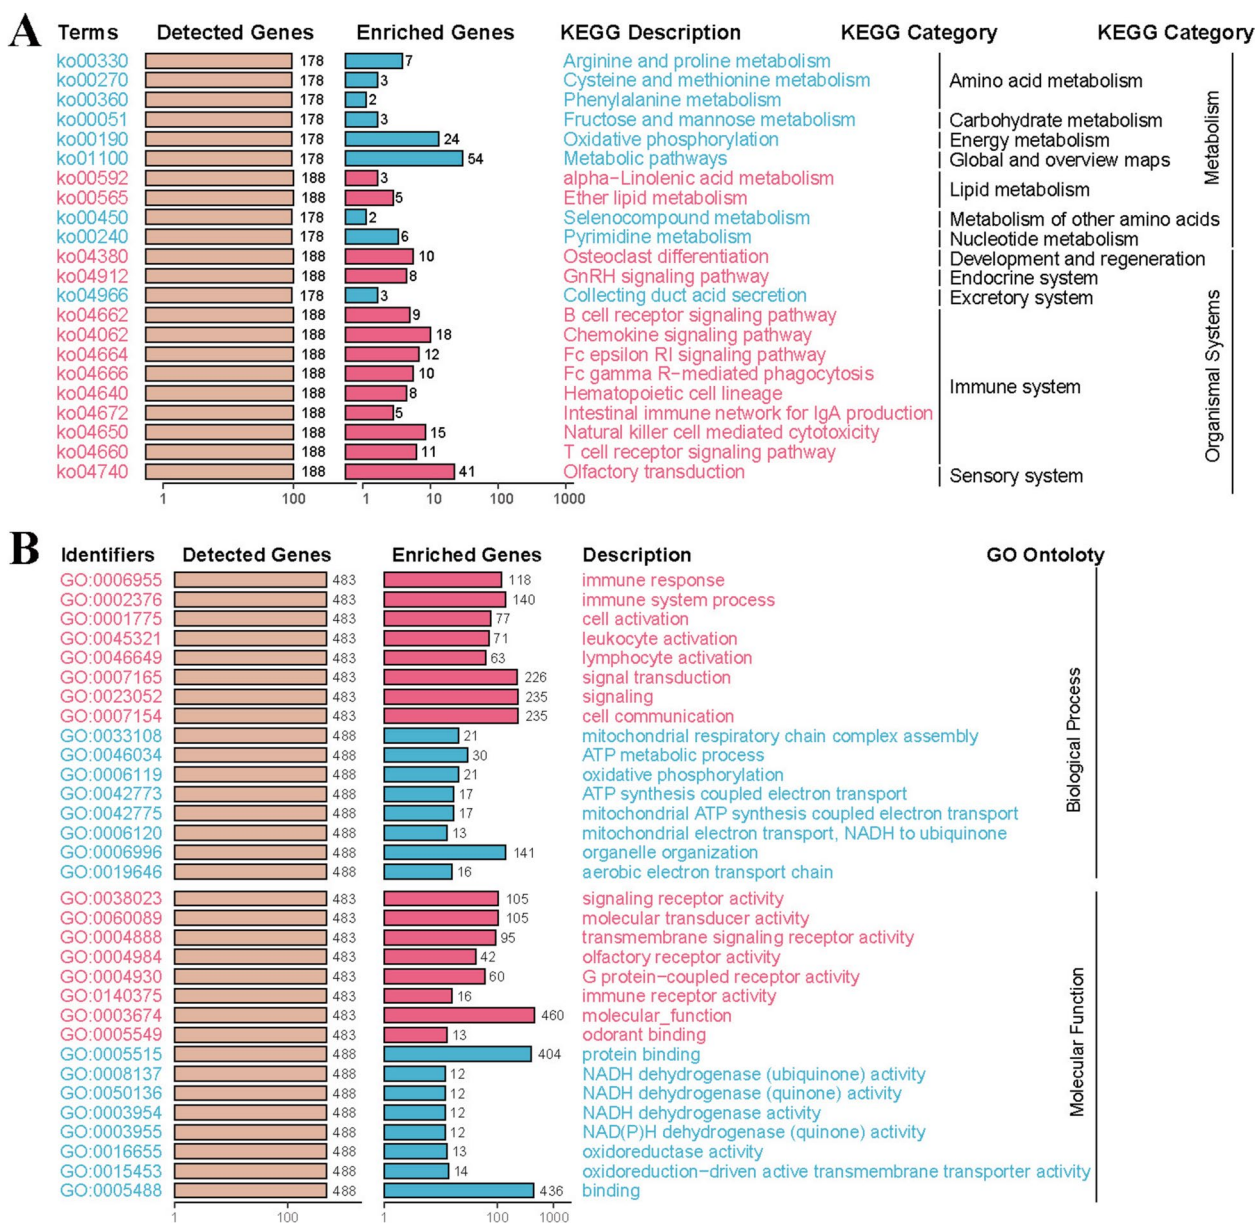 A
Terms Detected Genes Enriched Genes KEGG Description KEGG Category KEGG Category
ko00330 178 7 Arginine and proline metabolism
ko00270 178 3 Cysteine and methionine metabolism Amino acid metabolism
ko00360 178 2 Phenylalanine metabolism
ko00051 178 3 Fructose and mannose metabolism Carbohydrate metabolism
ko00190 178 24 Oxidative phosphorylation Energy metabolism
ko01100 178 54 Metabolic pathways Global and overview maps
ko00592 188 3 alpha−Linolenic acid metabolism
Lipid metabolism
ko00565 188 5 Ether lipid metabolism
ko00450 178 2 Selenocompound metabolism Metabolism of other amino acids
ko00240 178 6 Pyrimidine metabolism Nucleotide metabolism
Metabolism
ko04380 188 10 Osteoclast differentiation Development and regeneration
ko04912 188 8 GnRH signaling pathway Endocrine system
ko04966 178 3 Collecting duct acid secretion Excretory system
ko04662 188 9 B cell receptor signaling pathway
ko04062 188 18 Chemokine signaling pathway
ko04664 188 12 Fc epsilon RI signaling pathway
ko04666 188 10 Fc gamma R−mediated phagocytosis
Immune system
ko04640 188 8 Hematopoietic cell lineage
ko04672 188 5 Intestinal immune network for IgA production
ko04650 188 15 Natural killer cell mediated cytotoxicity
ko04660 188 11 T cell receptor signaling pathway
ko04740 188 41 Olfactory transduction Sensory system
Organismal Systems
1 100 1 10 100 1000
B
Identifiers Detected Genes Enriched Genes Description GO Ontoloty
GO:0006955 483 118 immune response
GO:0002376 483 140 immune system process
GO:0001775 483 77 cell activation
GO:0045321 483 71 leukocyte activation
GO:0046649 483 63 lymphocyte activation
GO:0007165 483 226 signal transduction
GO:0023052 483 235 signaling
GO:0007154 483 235 cell communication
GO:0033108 488 21 mitochondrial respiratory chain complex assembly
GO:0046034 488 30 ATP metabolic process
GO:0006119 488 21 oxidative phosphorylation
GO:0042773 488 17 ATP synthesis coupled electron transport
GO:0042775 488 17 mitochondrial ATP synthesis coupled electron transport
GO:0006120 488 13 mitochondrial electron transport, NADH to ubiquinone
GO:0006996 488 141 organelle organization
GO:0019646 488 16 aerobic electron transport chain
Biological Process
GO:0038023 483 105 signaling receptor activity
GO:0060089 483 105 molecular transducer activity
GO:0004888 483 95 transmembrane signaling receptor activity
GO:0004984 483 42 olfactory receptor activity
GO:0004930 483 60 G protein−coupled receptor activity
GO:0140375 483 16 immune receptor activity
GO:0003674 483 460 molecular_function
GO:0005549 483 13 odorant binding
GO:0005515 488 404 protein binding
GO:0008137 488 12 NADH dehydrogenase (ubiquinone) activity
GO:0050136 488 12 NADH dehydrogenase (quinone) activity
GO:0003954 488 12 NADH dehydrogenase activity
GO:0003955 488 12 NAD(P)H dehydrogenase (quinone) activity
GO:0016655 488 13 oxidoreductase activity
GO:0015453 488 14 oxidoreduction−driven active transmembrane transporter activity
GO:0005488 488 436 binding
Molecular Function
1 100 1 100 1000